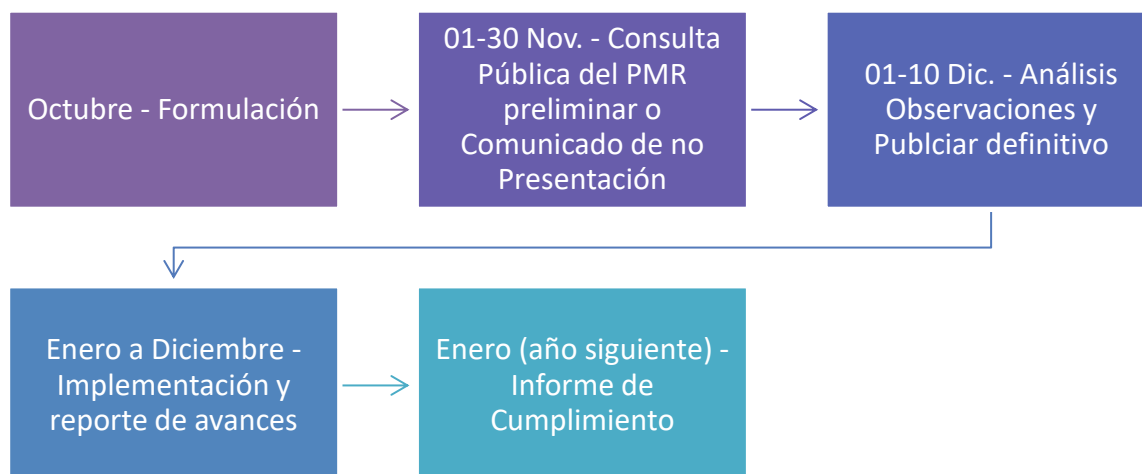 Octubre - Formulación
01-30 Nov. - Consulta
Pública del PMR
preliminar o
Comunicado de no
Presentación
01-10 Dic. - Análisis
Observaciones y
Publciar definitivo
Enero a Diciembre -
Implementación y
reporte de avances
Enero (año siguiente) -
Informe de
Cumplimiento